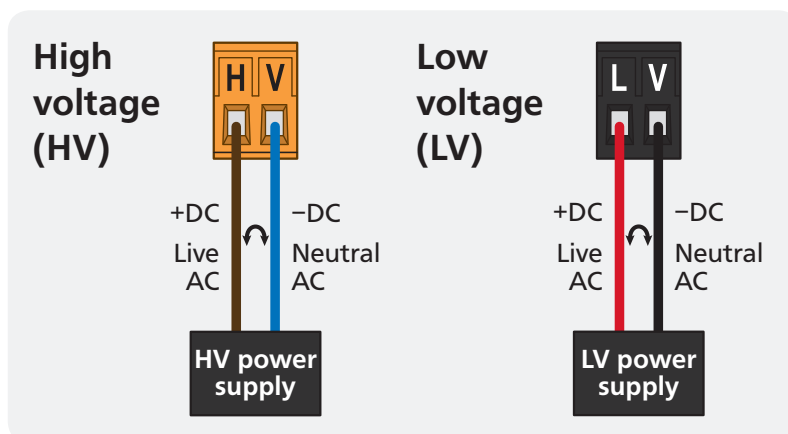 High
voltage
(HV)
H V
+DC
−DC
Live
AC
Neutral
AC
HV power
supply
Low
voltage
(LV)
L V
+DC
−DC
Live
AC
Neutral
AC
LV power
supply